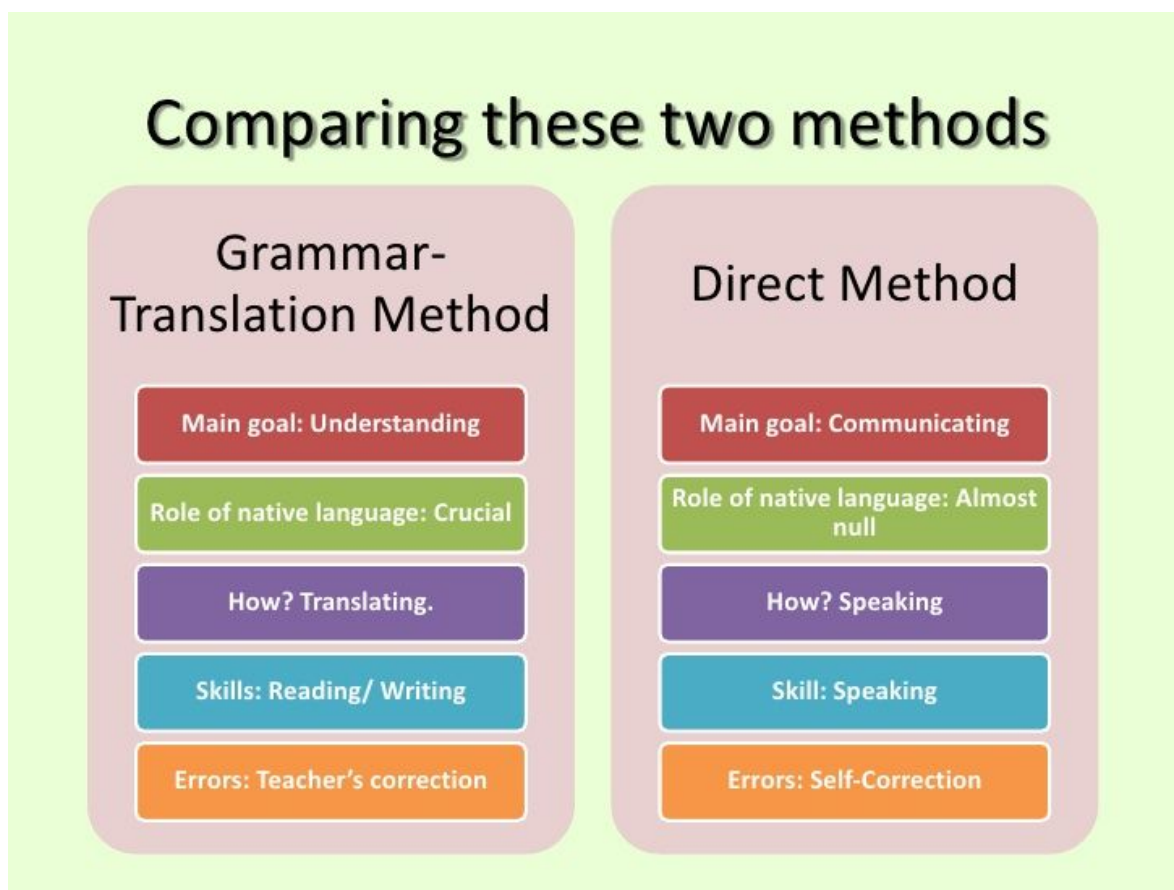 Comparing these two methods
Grammar-
Translation Method
Main goal: Understanding
Role of native language: Crucial
How? Translating.
Skills: Reading/ Writing
Errors: Teacher’s correction
Direct Method
Main goal: Communicating
Role of native language: Almost
null
How? Speaking
Skill: Speaking
Errors: Self-Correction